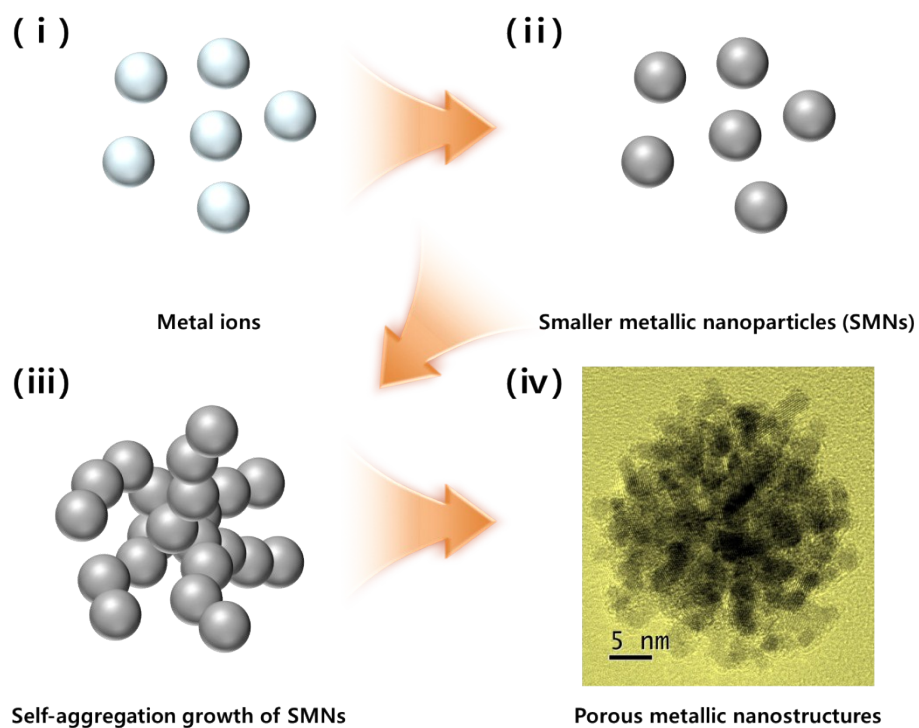 (i)
(ii)
Metal ions
Smaller metallic nanoparticles (SMNs)
(iii)
(iv)
5 nm
Self-aggregation growth of SMNs
Porous metallic nanostructures